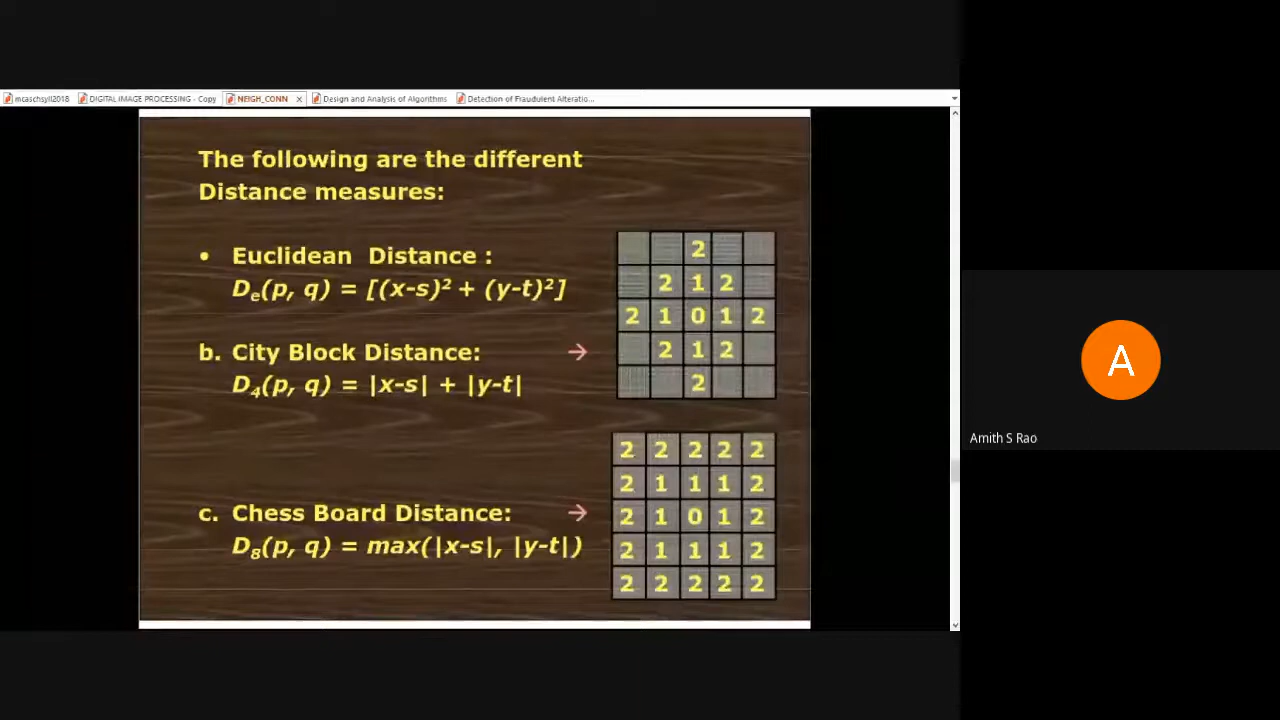 mcaschsyll2018 DIGITAL IMAGE PROCESSING - Copy NEIGH_CONN × Design and Analysis of Algorithms Detection of Fraudulent Alteratio...
The following are the different
Distance measures:
• Euclidean Distance :
Dₑ(p, q) = [(x-s)² + (y-t)²]
b. City Block Distance: →
D₄(p, q) = |x-s| + |y-t|
2
2 1 2
2 1 0 1 2
2 1 2
2
c. Chess Board Distance: →
D₈(p, q) = max(|x-s|, |y-t|)
2 2 2 2 2
2 1 1 1 2
2 1 0 1 2
2 1 1 1 2
2 2 2 2 2
A
Amith S Rao